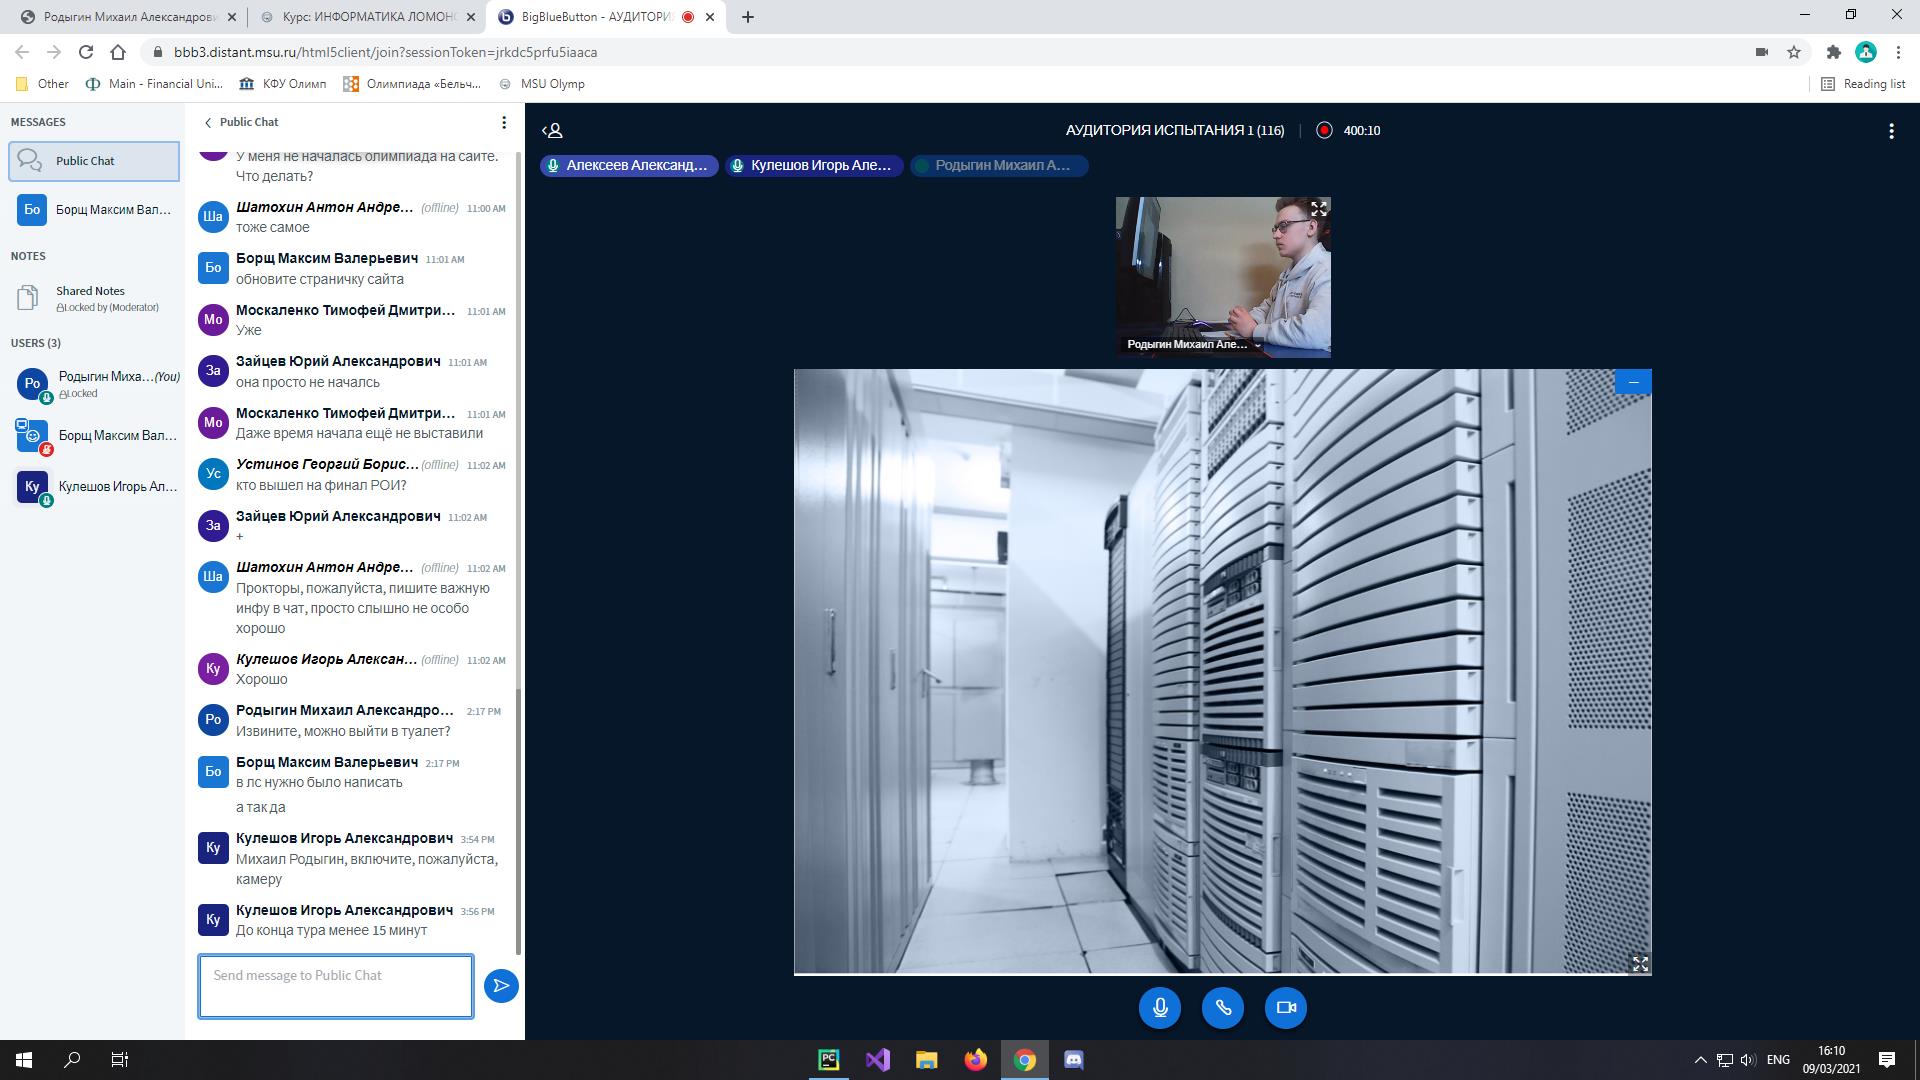 Родыгин Михаил Александрови
Курс: ИНФОРМАТИКА ЛОМОНО
BigBlueButton - АУДИТОРИ
bbb3.distant.msu.ru/html5client/join?sessionToken=jrkdc5prfu5iaaca
Other
Main - Financial Uni...
КФУ Олимп
Олимпиада «Бельч...
MSU Olymp
Reading list
MESSAGES
Public Chat
Бо
Борщ Максим Вал...
NOTES
Shared Notes
Locked by (Moderator)
USERS (3)
Ро
Родыгин Миха...(You)
Locked
Борщ Максим Вал...
Ку
Кулешов Игорь Ал...
Public Chat
У меня не началась олимпиада на сайте.
Что делать?
Ша
Шатохин Антон Андре... (offline) 11:00 AM
тоже самое
Бо
Борщ Максим Валерьевич 11:01 AM
обновите страничку сайта
Мо
Москаленко Тимофей Дмитри... 11:01 AM
Уже
За
Зайцев Юрий Александрович 11:01 AM
она просто не началсь
Мо
Москаленко Тимофей Дмитри... 11:01 AM
Даже время начала ещё не выставили
Ус
Устинов Георгий Борис... (offline) 11:02 AM
кто вышел на финал РОИ?
За
Зайцев Юрий Александрович 11:02 AM
+
Ша
Шатохин Антон Андре... (offline) 11:02 AM
Прокторы, пожалуйста, пишите важную
инфу в чат, просто слышно не особо
хорошо
Ку
Кулешов Игорь Алексан... (offline) 11:02 AM
Хорошо
Ро
Родыгин Михаил Александро... 2:17 PM
Извините, можно выйти в туалет?
Бо
Борщ Максим Валерьевич 2:17 PM
в лс нужно было написать
а так да
Ку
Кулешов Игорь Александрович 3:54 PM
Михаил Родыгин, включите, пожалуйста,
камеру
Ку
Кулешов Игорь Александрович 3:56 PM
До конца тура менее 15 минут
Send message to Public Chat
АУДИТОРИЯ ИСПЫТАНИЯ 1 (116)
400:10
Алексеев Александ...
Кулешов Игорь Але...
Родыгин Михаил А...
Родыгин Михаил Але...
PC
ENG
16:10
09/03/2021